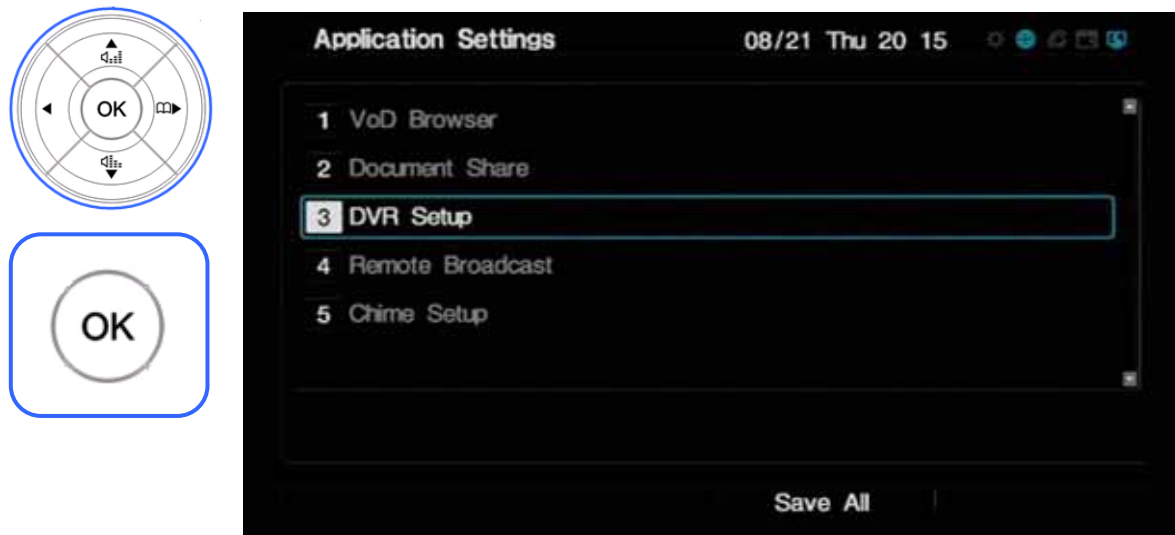 OK
OK
Application Settings 08/21 Thu 20 15
1 VoD Browser
2 Document Share
3 DVR Setup
4 Remote Broadcast
5 Chime Setup
Save All